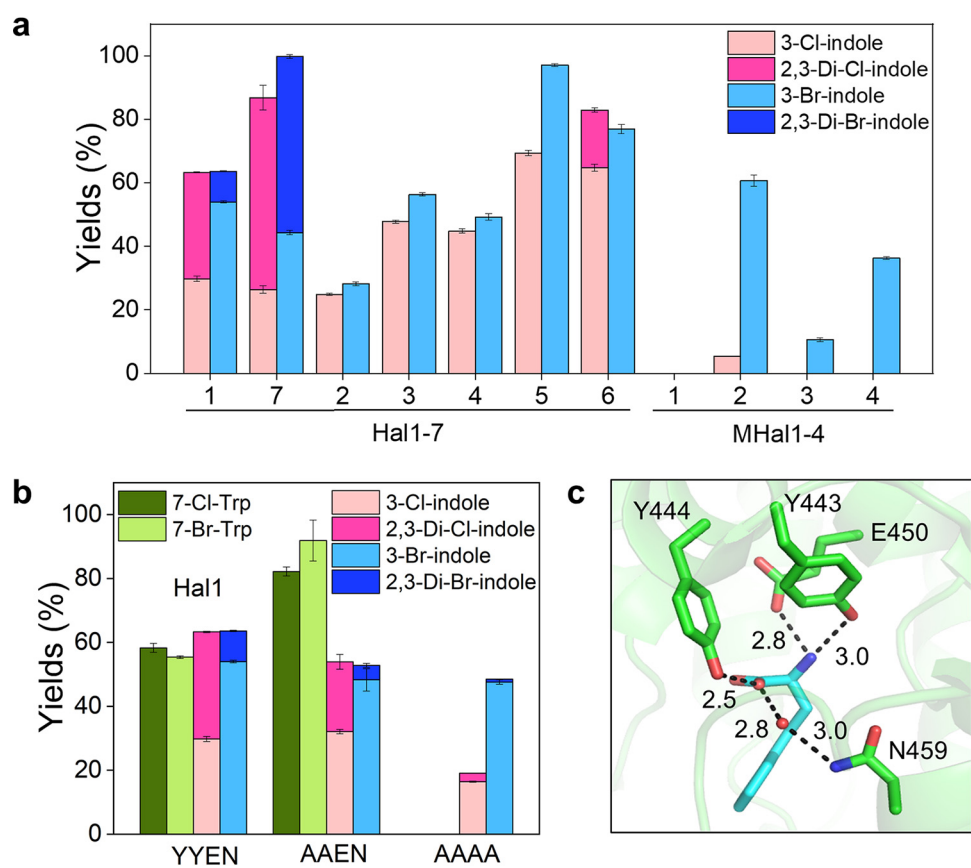 a
3-Cl-indole
2,3-Di-Cl-indole
3-Br-indole
2,3-Di-Br-indole
Yields (%)
100
80
60
40
20
0
1 7 2 3 4 5 6 1 2 3 4
Hal1-7 MHal1-4
b
7-Cl-Trp
7-Br-Trp
3-Cl-indole
2,3-Di-Cl-indole
3-Br-indole
2,3-Di-Br-indole
Hal1
Yields (%)
100
80
60
40
20
0
YYEN AAEN AAAA
c
Y444 Y443
E450
2.8 3.0
2.5
2.8 3.0
N459